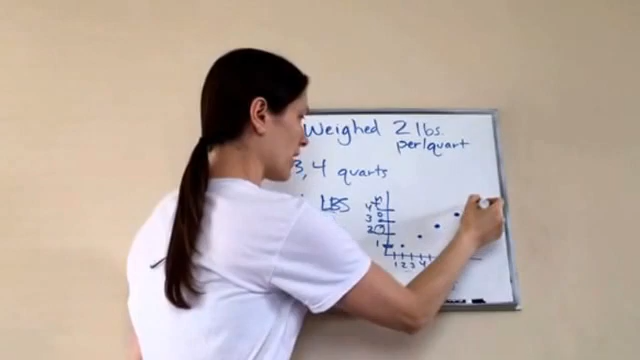 Weighed 2 lbs.
per/quart
3, 4 quarts
LBS
4
3
2
1
1 2 3 4